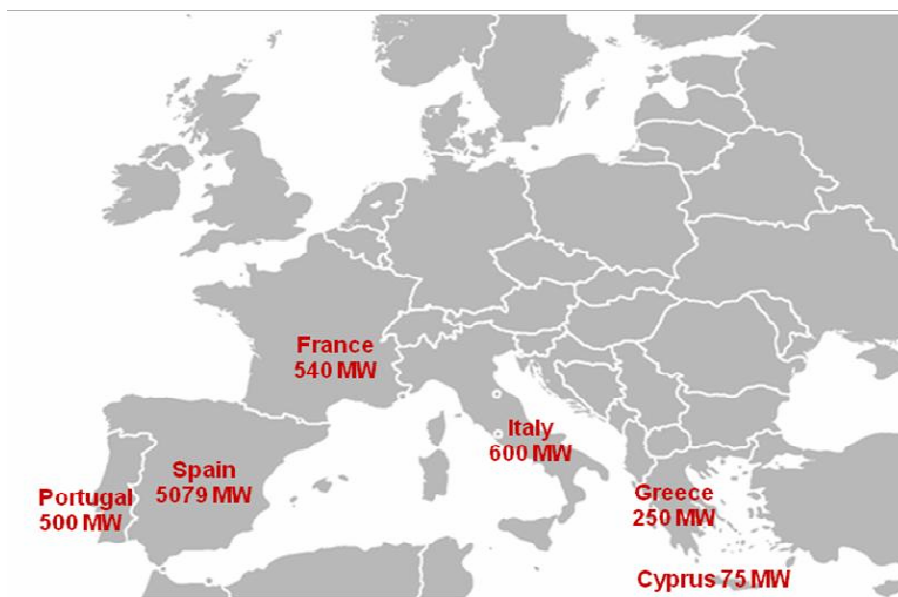 France
540 MW
Italy
600 MW
Spain
5079 MW
Portugal
500 MW
Greece
250 MW
Cyprus 75 MW